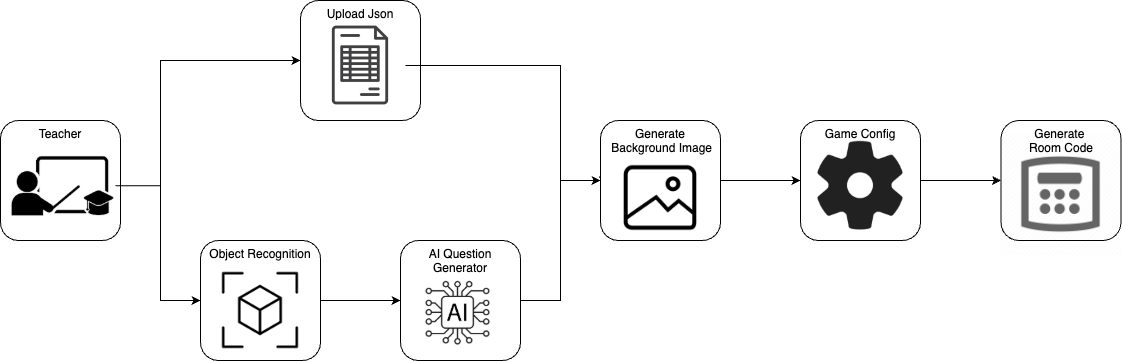 Upload Json
Teacher
Generate
Background Image
Game Config
Generate
Room Code
Object Recognition
AI Question
Generator
AI